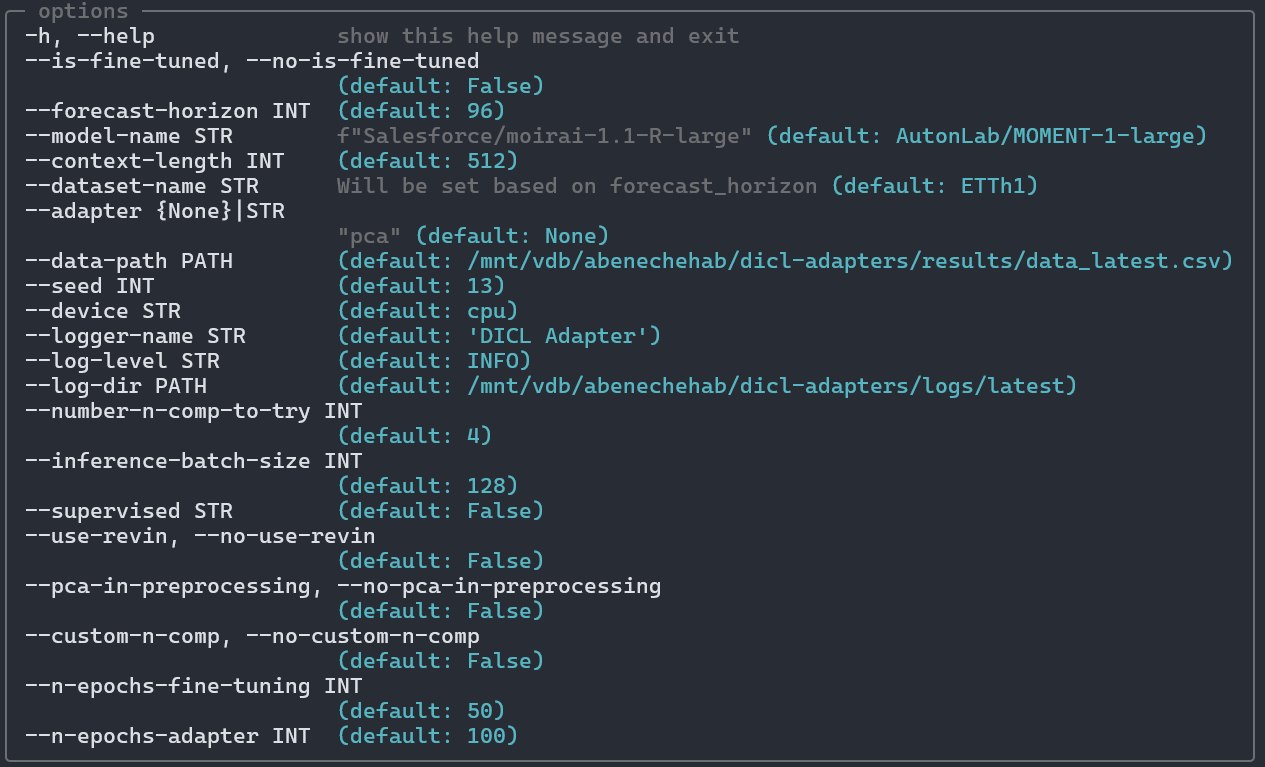 options
-h, --help show this help message and exit
--is-fine-tuned, --no-is-fine-tuned
(default: False)
--forecast-horizon INT (default: 96)
--model-name STR f"Salesforce/moirai-1.1-R-large" (default: AutonLab/MOMENT-1-large)
--context-length INT (default: 512)
--dataset-name STR Will be set based on forecast_horizon (default: ETTh1)
--adapter {None}|STR
"pca" (default: None)
--data-path PATH (default: /mnt/vdb/abenechehab/dicl-adapters/results/data_latest.csv)
--seed INT (default: 13)
--device STR (default: cpu)
--logger-name STR (default: 'DICL Adapter')
--log-level STR (default: INFO)
--log-dir PATH (default: /mnt/vdb/abenechehab/dicl-adapters/logs/latest)
--number-n-comp-to-try INT
(default: 4)
--inference-batch-size INT
(default: 128)
--supervised STR (default: False)
--use-revin, --no-use-revin
(default: False)
--pca-in-preprocessing, --no-pca-in-preprocessing
(default: False)
--custom-n-comp, --no-custom-n-comp
(default: False)
--n-epochs-fine-tuning INT
(default: 50)
--n-epochs-adapter INT (default: 100)